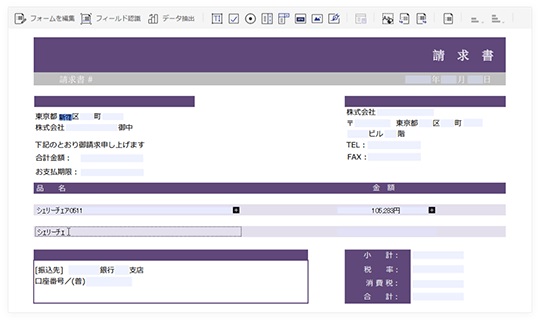 フォームを編集 フィールド認識 データ抽出
請求書
請求書 # 年 月 日
東京都 新宿 区 町
株式会社 御中
下記のとおり御請求申し上げます
合計金額：
お支払期限：
株式会社
〒 東京都 区 町
ビル 階
TEL：
FAX：
品 名 金 額
シェリーチェア0511 105,283円
シェリーチェ
[振込先] 銀行 支店
口座番号／(普)
小 計：
税 率：
消 費 税：
合 計：